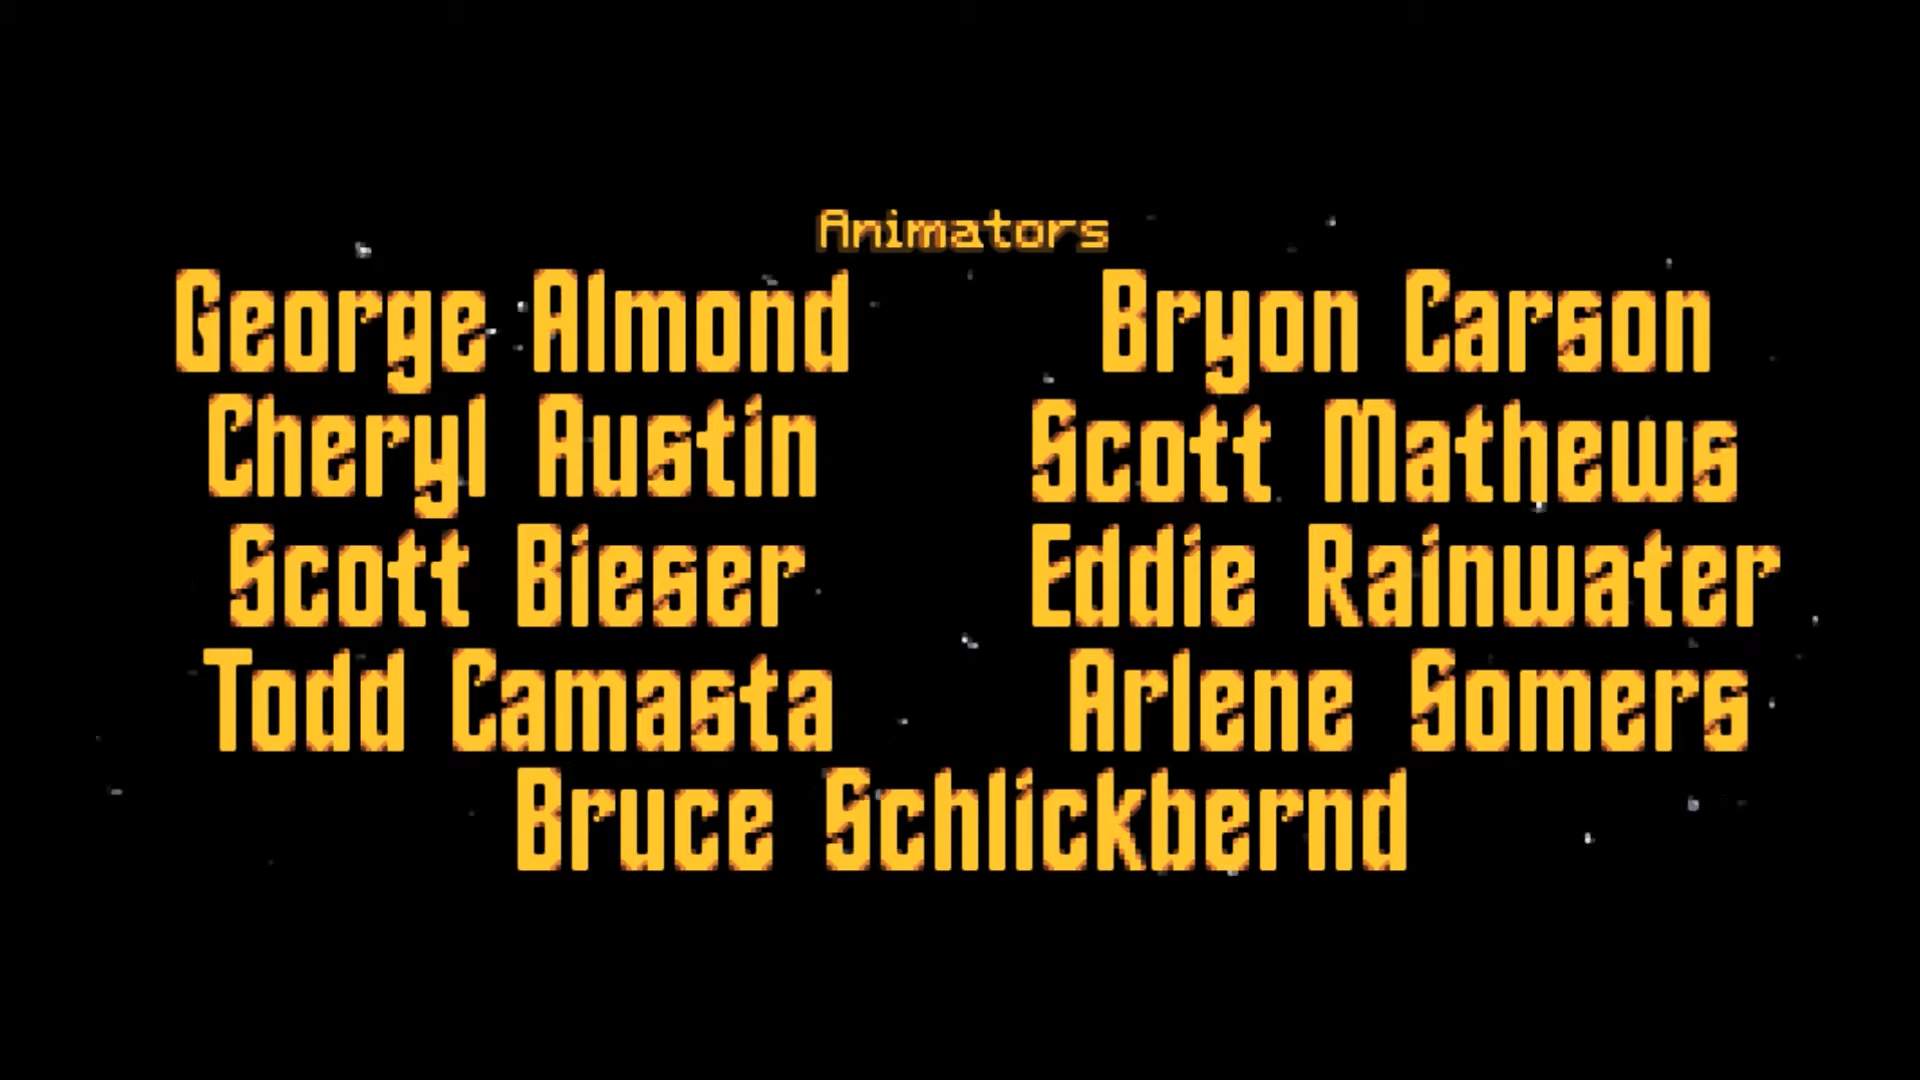 Animators
George Almond Bryon Carson
Cheryl Austin Scott Mathews
Scott Bieser Eddie Rainwater
Todd Camasta Arlene Somers
Bruce Schlickbernd